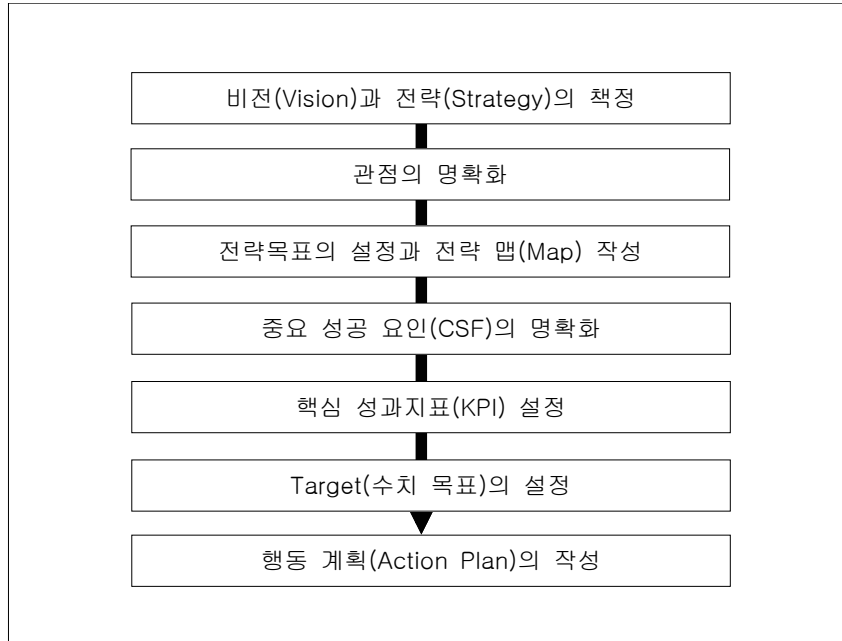 비전(Vision)과 전략(Strategy)의 책정
관점의 명확화
전략목표의 설정과 전략 맵(Map) 작성
중요 성공 요인(CSF)의 명확화
핵심 성과지표(KPI) 설정
Target(수치 목표)의 설정
행동 계획(Action Plan)의 작성